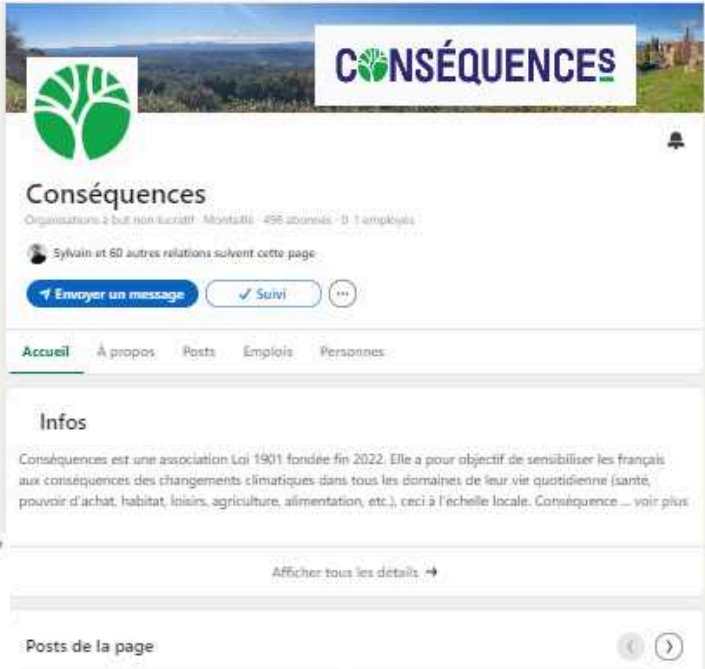 CONSÉQUENCES
Conséquences
Organisations à but non lucratif · Montaillé · 496 abonnés · 0-1 employés
Sylvain et 60 autres relations suivent cette page
Envoyer un message
Suivi
Accueil
À propos
Posts
Emplois
Personnes
Infos
Conséquences est une association Loi 1901 fondée fin 2022. Elle a pour objectif de sensibiliser les français
aux conséquences des changements climatiques dans tous les domaines de leur vie quotidienne (santé,
pouvoir d'achat, habitat, loisirs, agriculture, alimentation, etc.), ceci à l'échelle locale. Conséquence ... voir plus
Afficher tous les détails →
Posts de la page